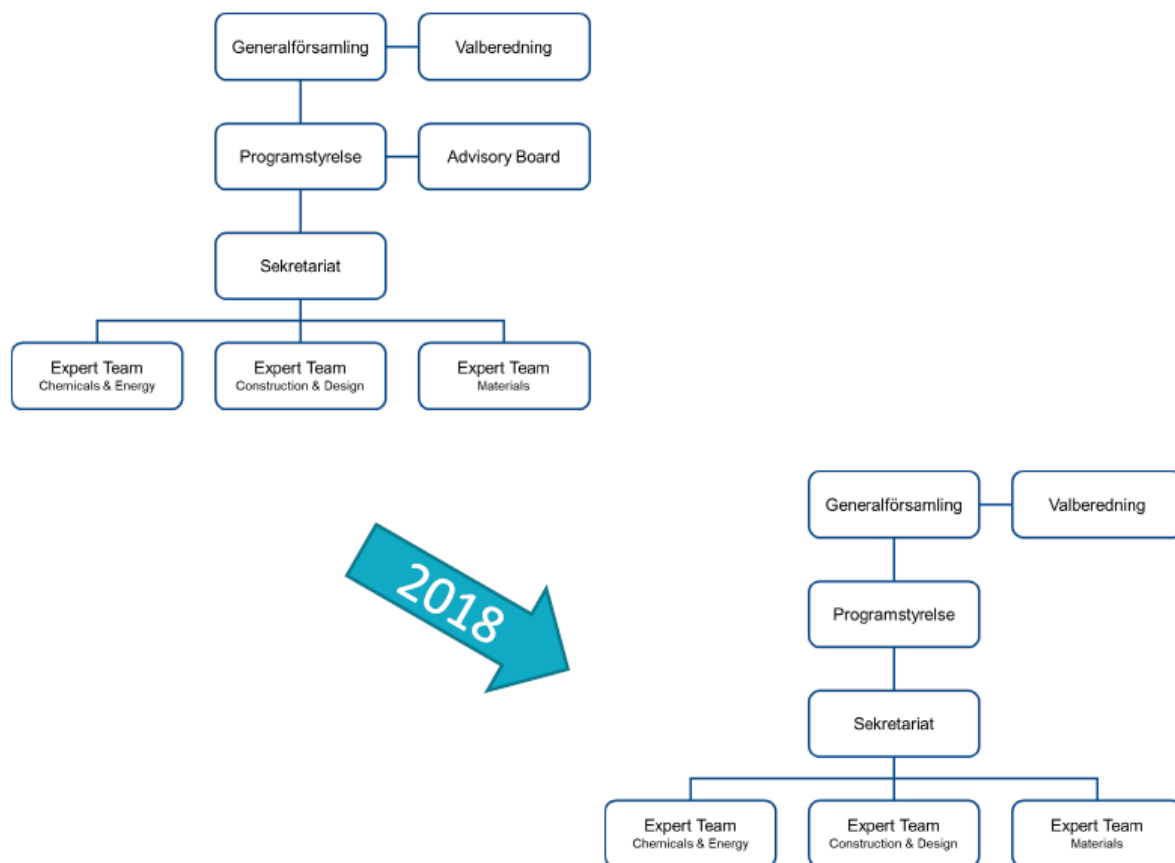 Generalförsamling
Valberedning
Programstyrelse
Advisory Board
Sekretariat
Expert Team
Chemicals & Energy
Expert Team
Construction & Design
Expert Team
Materials
2018
Generalförsamling
Valberedning
Programstyrelse
Sekretariat
Expert Team
Chemicals & Energy
Expert Team
Construction & Design
Expert Team
Materials